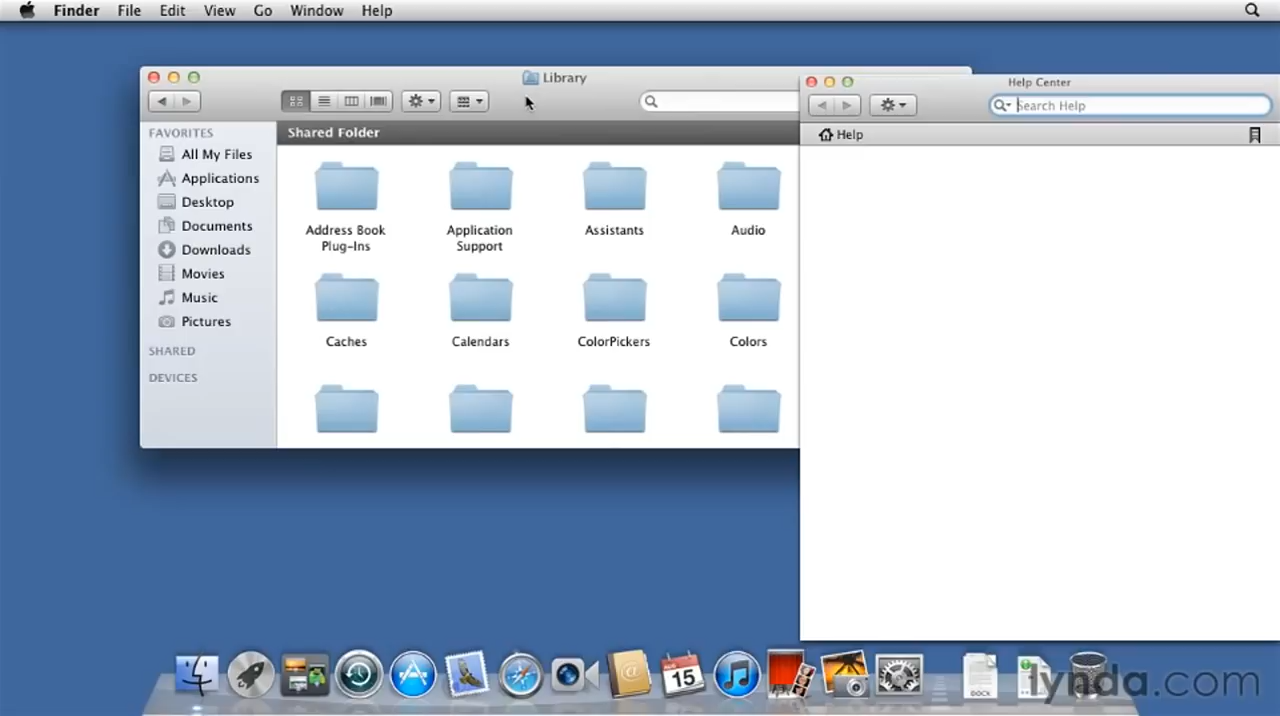 Finder File Edit View Go Window Help
Library
Help Center
Search Help
Help
FAVORITES
All My Files
Applications
Desktop
Documents
Downloads
Movies
Music
Pictures
SHARED
DEVICES
Shared Folder
Address Book
Plug-Ins
Application
Support
Assistants
Audio
Caches
Calendars
ColorPickers
Colors
AUG
15
DOCK
lynda.com